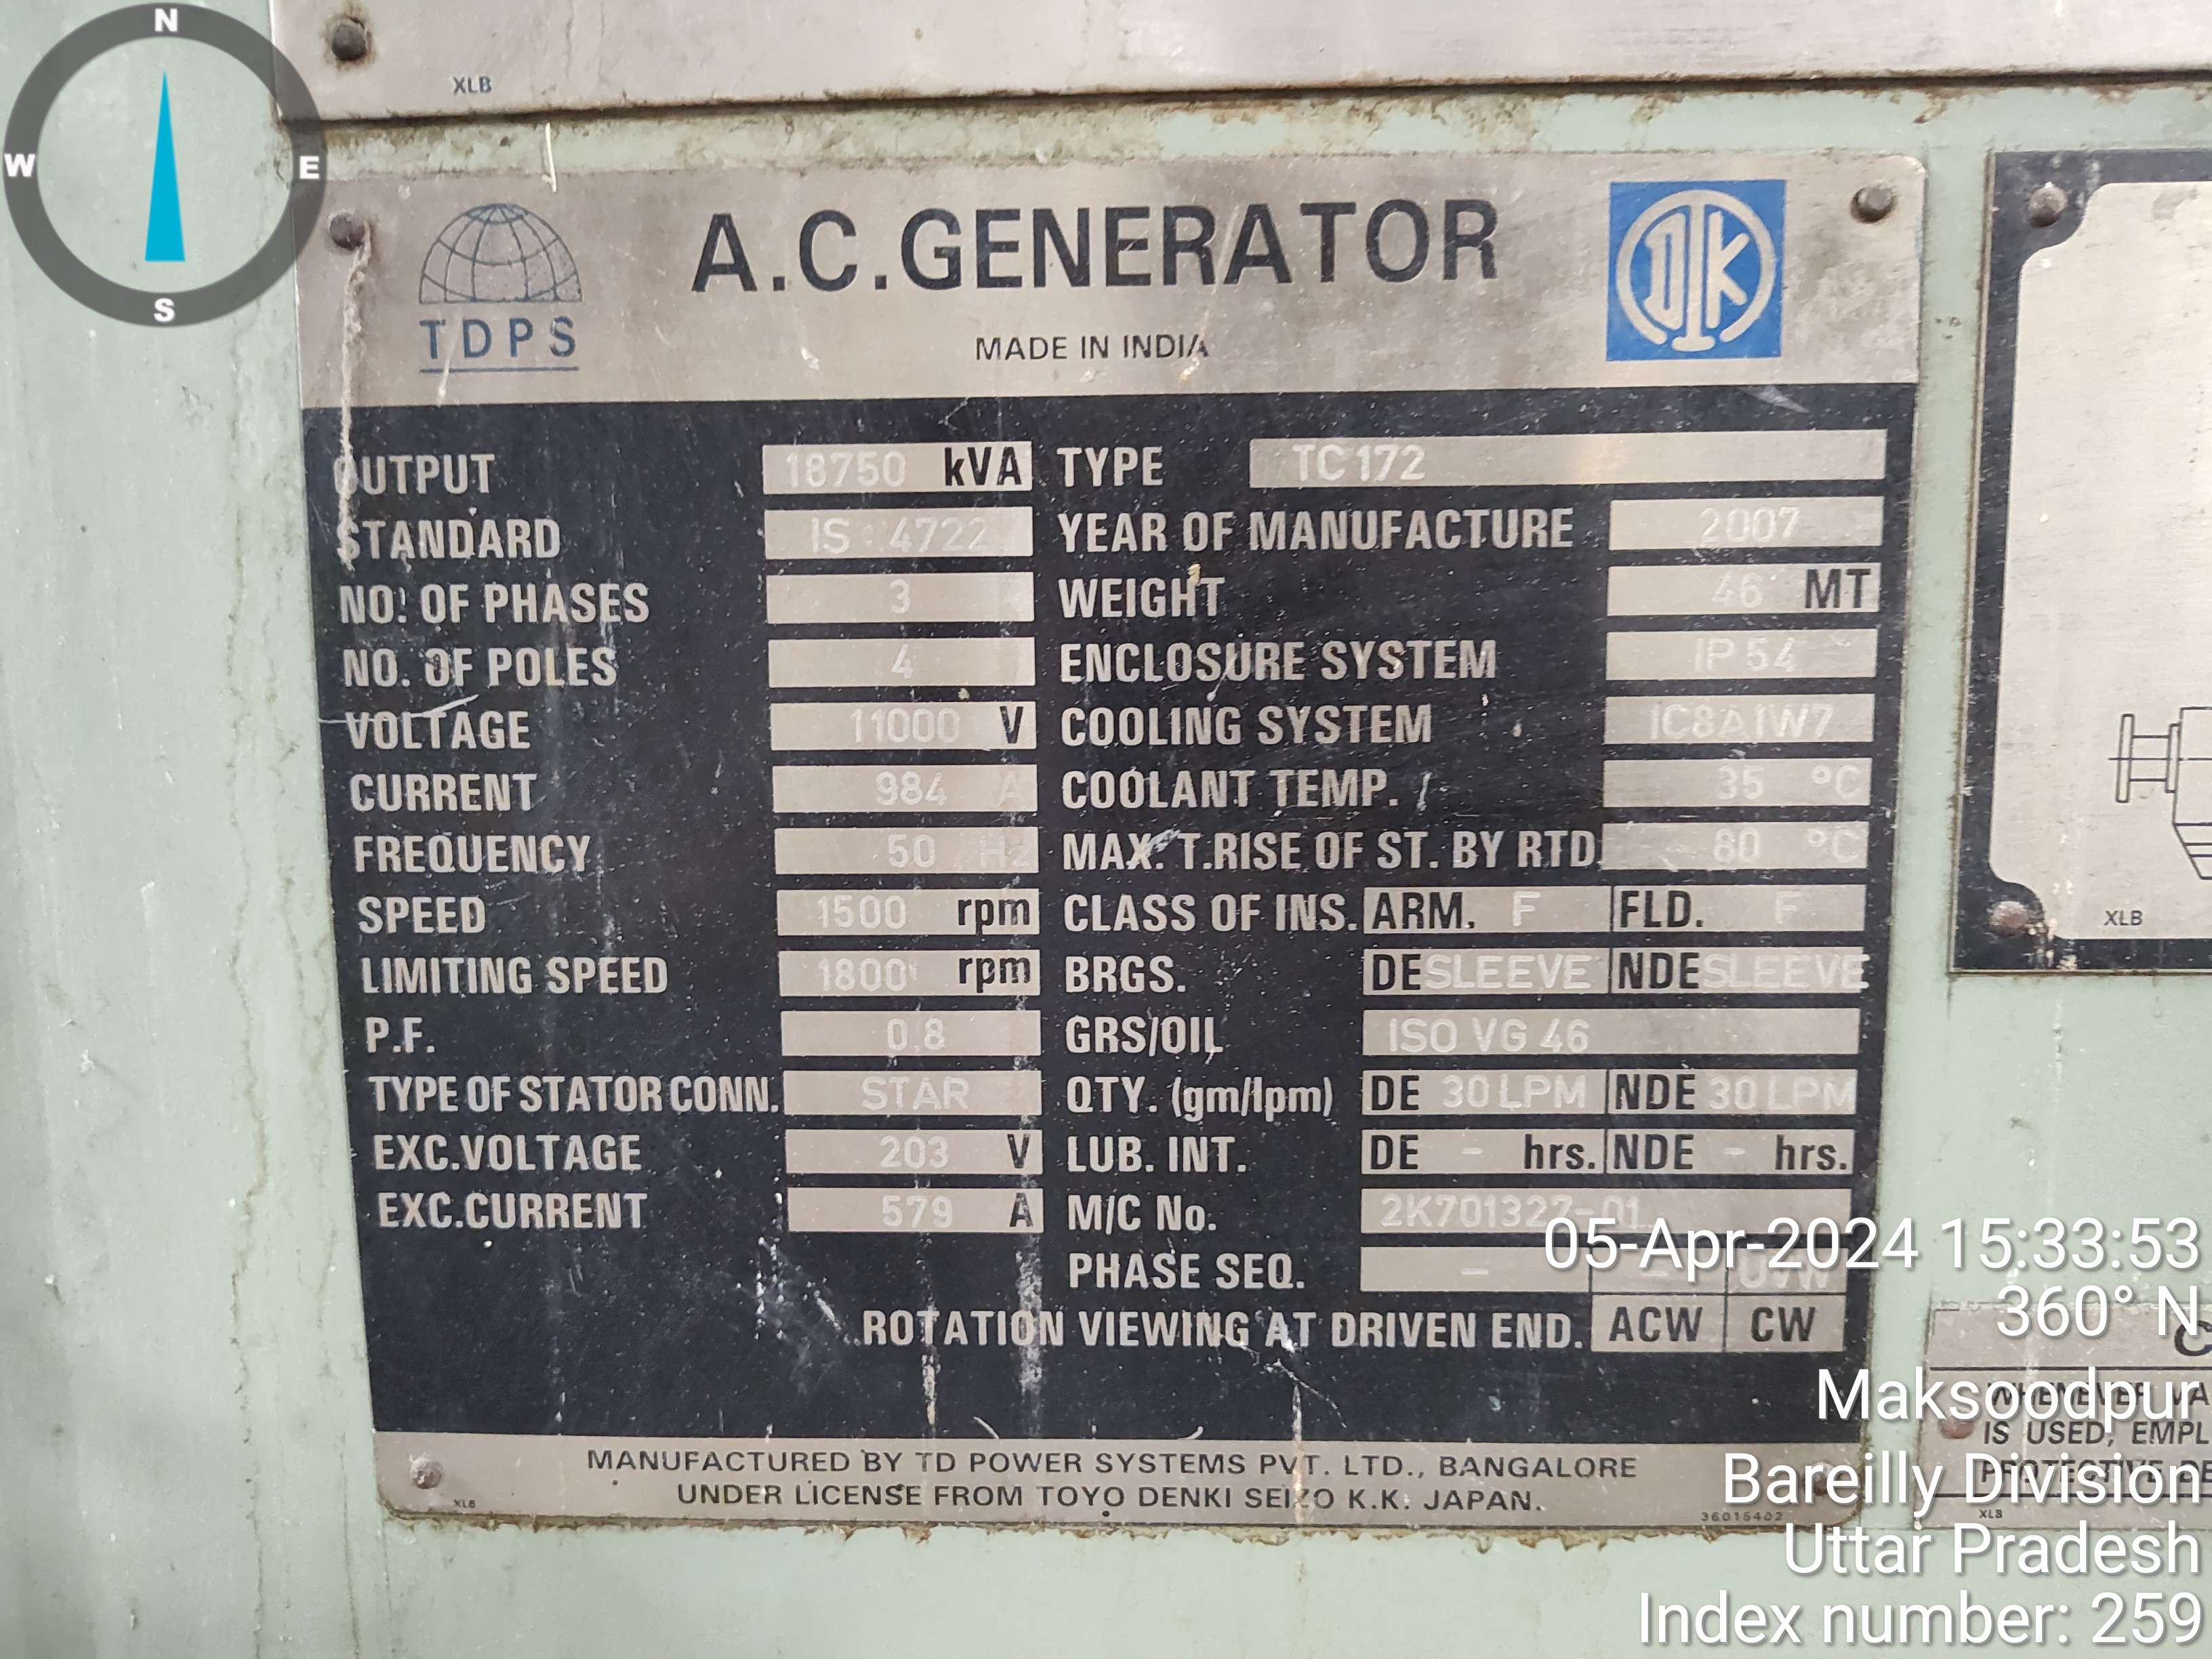 N
W
E
S
XLB
TDPS
A.C.GENERATOR
MADE IN INDIA
DTK
OUTPUT 18750 kVA
TYPE TC172
STANDARD IS : 4722
YEAR OF MANUFACTURE 2007
NO. OF PHASES 3
WEIGHT 46 MT
NO. OF POLES 4
ENCLOSURE SYSTEM IP 54
VOLTAGE 11000 V
COOLING SYSTEM IC8A1W7
CURRENT 984 A
COOLANT TEMP. 35 °C
FREQUENCY 50 Hz
MAX. T.RISE OF ST. BY RTD 80 °C
SPEED 1500 rpm
CLASS OF INS. ARM. F FLD. F
LIMITING SPEED 1800 rpm
BRGS. DE SLEEVE NDE SLEEVE
P.F. 0.8
GRS/OIL ISO VG 46
TYPE OF STATOR CONN. STAR
QTY. (gm/lpm) DE 30 LPM NDE 30 LPM
EXC.VOLTAGE 203 V
LUB. INT. DE - hrs. NDE - hrs.
EXC.CURRENT 579 A
M/C No. 2K701327-01
PHASE SEQ. - - UVW
ROTATION VIEWING AT DRIVEN END. ACW CW
MANUFACTURED BY TD POWER SYSTEMS PVT. LTD., BANGALORE
UNDER LICENSE FROM TOYO DENKI SEIZO K.K. JAPAN.
XLB
36015402
XLB
C
WHENEVER
IS USED,
XLB
05-Apr-2024 15:33:53
360° N
Maksoodpur
Bareilly Division
Uttar Pradesh
Index number: 259